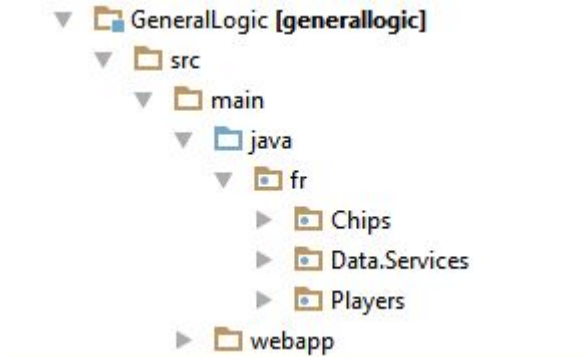 GeneralLogic [generallogic]
src
main
java
fr
Chips
Data.Services
Players
webapp